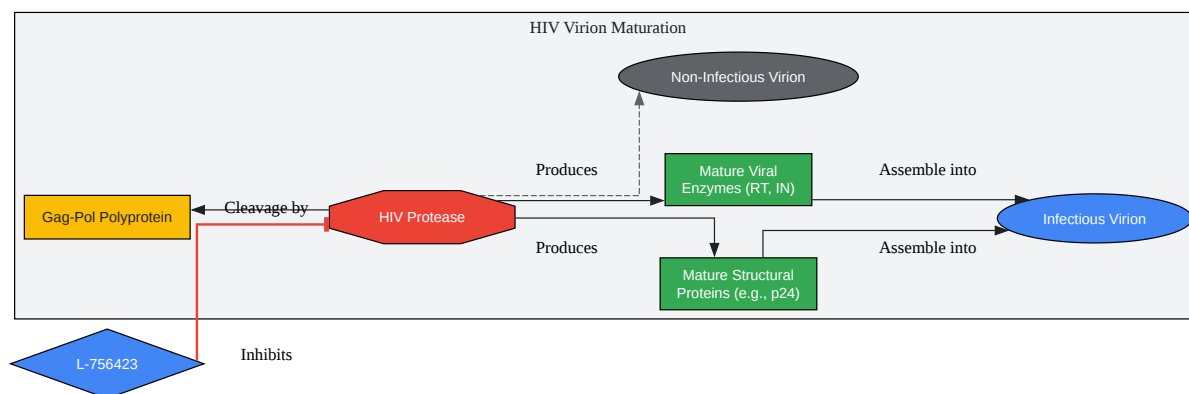 HIV Virion Maturation
Non-Infectious Virion
Produces
Mature Viral
Enzymes (RT, IN)
Assemble into
Gag-Pol Polyprotein
Cleavage by
HIV Protease
Infectious Virion
Produces
Assemble into
Mature Structural
Proteins (e.g., p24)
L-756423
Inhibits